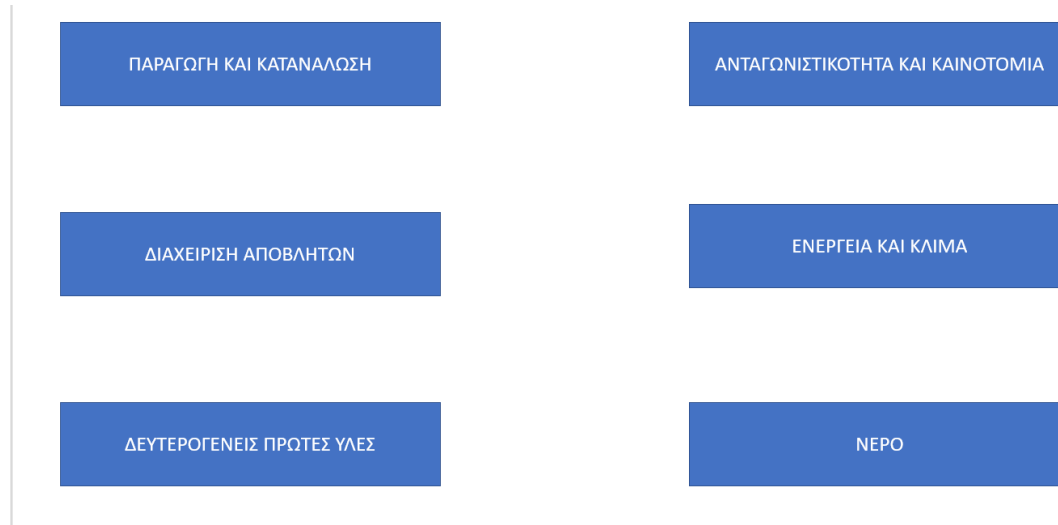 ΠΑΡΑΓΩΓΗ ΚΑΙ ΚΑΤΑΝΑΛΩΣΗ
ΑΝΤΑΓΩΝΙΣΤΙΚΟΤΗΤΑ ΚΑΙ ΚΑΙΝΟΤΟΜΙΑ
ΔΙΑΧΕΙΡΙΣΗ ΑΠΟΒΛΗΤΩΝ
ΕΝΕΡΓΕΙΑ ΚΑΙ ΚΛΙΜΑ
ΔΕΥΤΕΡΟΓΕΝΕΙΣ ΠΡΩΤΕΣ ΥΛΕΣ
ΝΕΡΟ